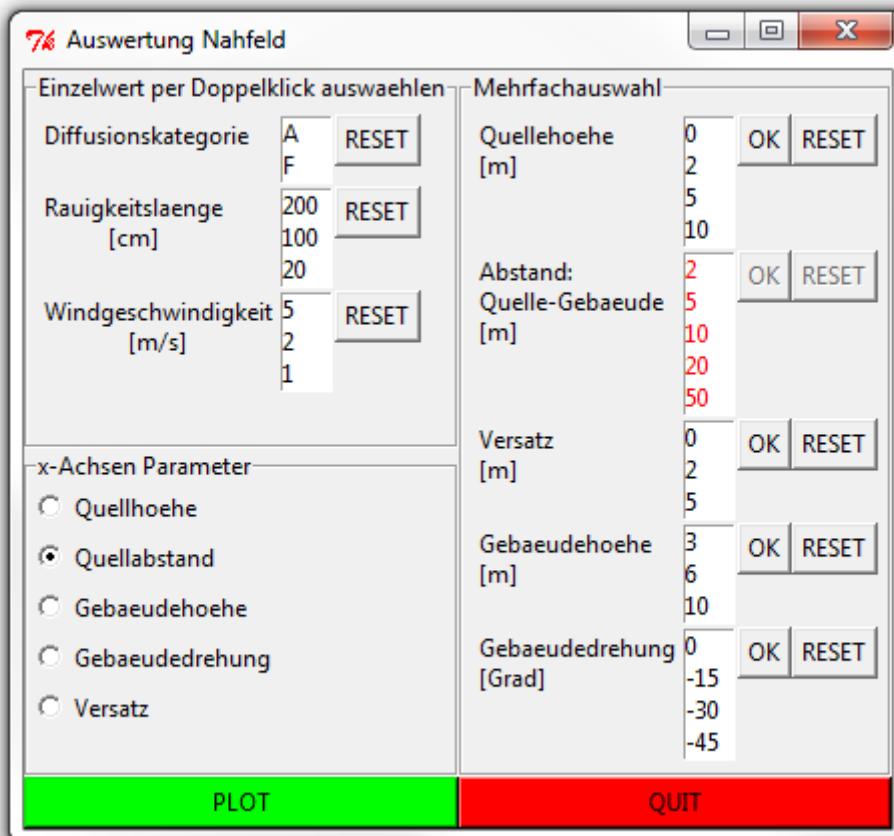 Auswertung Nahfeld
Einzelwert per Doppelklick auswaehlen
Diffusionskategorie
A
F
RESET
Rauigkeitslaenge
[cm]
200
100
20
RESET
Windgeschwindigkeit
[m/s]
5
2
1
RESET
x-Achsen Parameter
Quellhoehe
Quellabstand
Gebaeudehoehe
Gebaeudedrehung
Versatz
Mehrfachauswahl
Quellehoehe
[m]
0
2
5
10
OK RESET
Abstand:
Quelle-Gebaeude
[m]
2
5
10
20
50
OK RESET
Versatz
[m]
0
2
5
OK RESET
Gebaeudehoehe
[m]
3
6
10
OK RESET
Gebaeudedrehung
[Grad]
0
-15
-30
-45
OK RESET
PLOT
QUIT